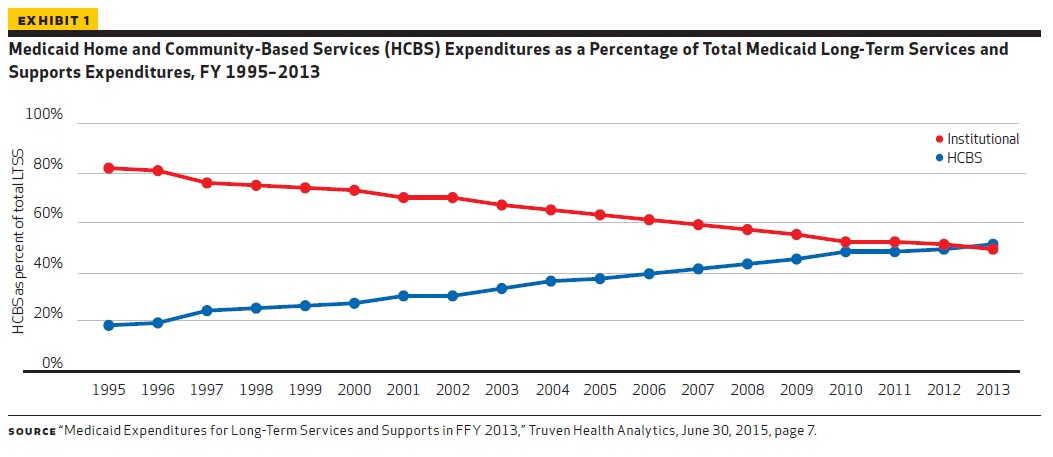 EXHIBIT 1
Medicaid Home and Community-Based Services (HCBS) Expenditures as a Percentage of Total Medicaid Long-Term Services and
Supports Expenditures, FY 1995–2013
HCBS as percent of total LTSS
100%
80%
60%
40%
20%
0%
Institutional
HCBS
1995 1996 1997 1998 1999 2000 2001 2002 2003 2004 2005 2006 2007 2008 2009 2010 2011 2012 2013
SOURCE “Medicaid Expenditures for Long-Term Services and Supports in FFY 2013,” Truven Health Analytics, June 30, 2015, page 7.